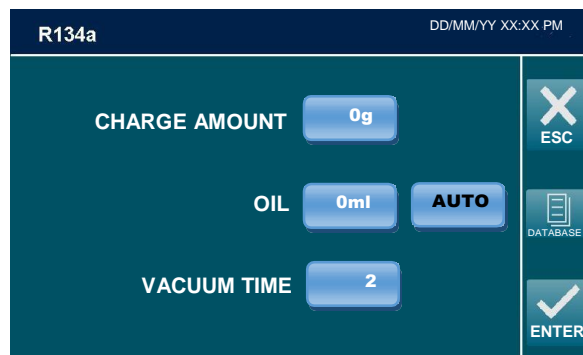 R134a
DD/MM/YY XX:XX PM
CHARGE AMOUNT 0g
ESC
OIL 0ml AUTO
DATABASE
VACUUM TIME 2
ENTER